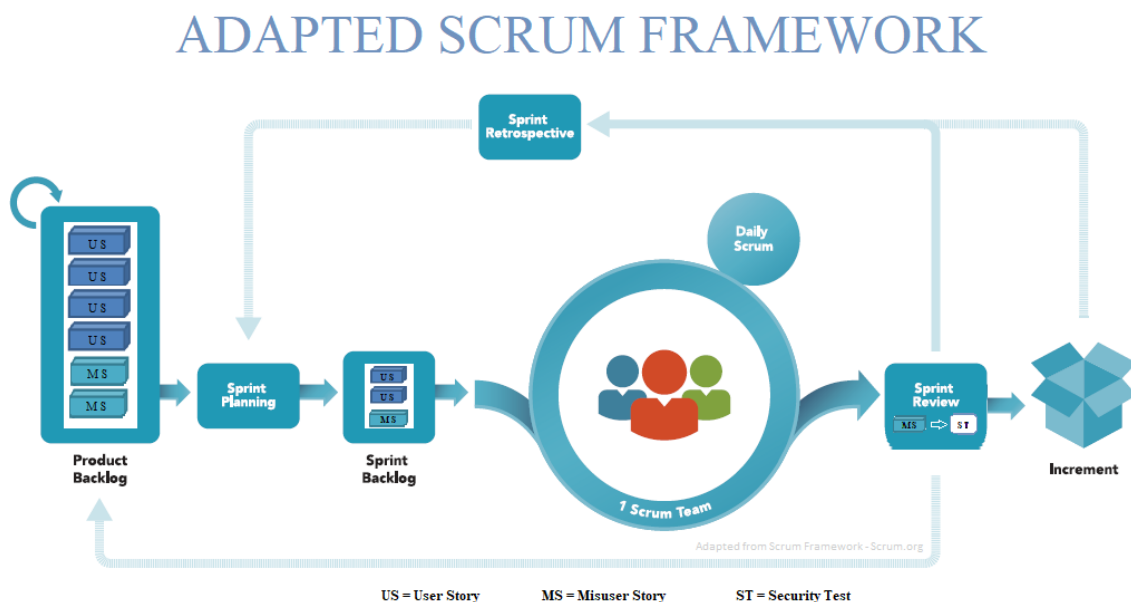 ADAPTED SCRUM FRAMEWORK
Sprint
Retrospective
Daily
Scrum
US
US
US
US
MS
MS
Product
Backlog
Sprint
Planning
US
US
MS
Sprint
Backlog
1 Scrum Team
Sprint
Review
MS
ST
Increment
Adapted from Scrum Framework - Scrum.org
US = User Story
MS = Misuser Story
ST = Security Test